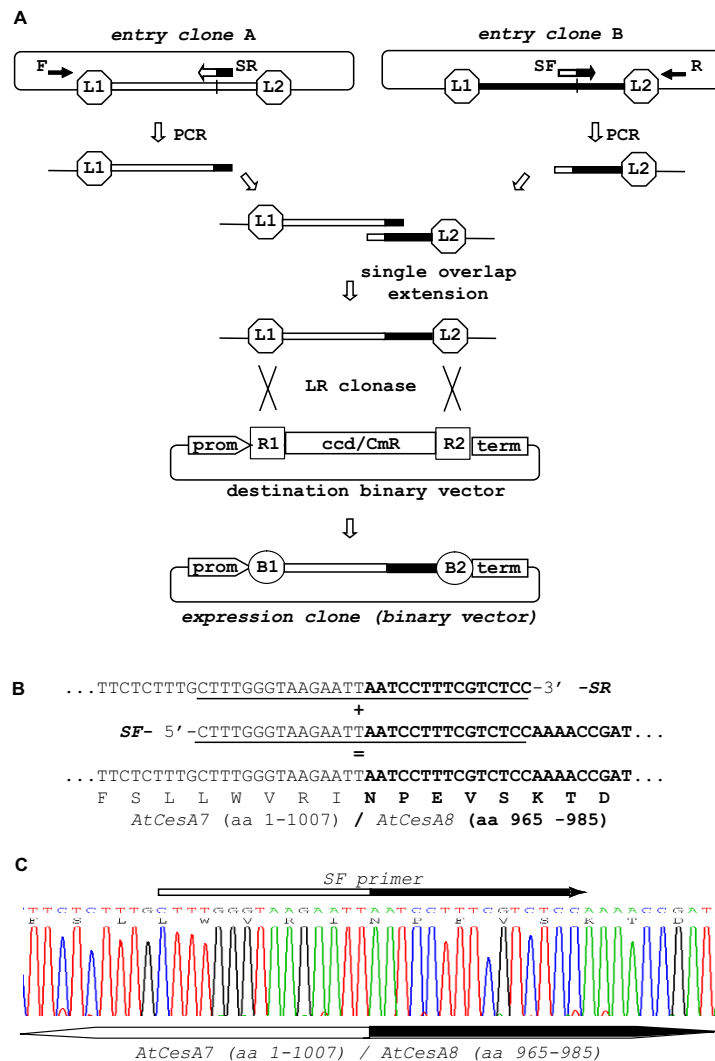 A
entry clone A
entry clone B
F
SR
L1
L2
SF
R
L1
L2
PCR
PCR
L1
L2
L1
L2
single overlap
extension
L1
L2
LR clonase
prom
R1
ccd/CmR
R2
term
destination binary vector
prom
B1
B2
term
expression clone (binary vector)
B
...TTCTCTTTGCTTTGGGTAAGAATTAATCCTTTCGTCTCC-3’ -SR
+
SF- 5’-CTTTGGGTAAGAATTAATCCTTTCGTCTCCAAAACCGAT...
=
...TTCTCTTTGCTTTGGGTAAGAATTAATCCTTTCGTCTCCAAAACCGAT...
F S L L W V R I N P E V S K T D
AtCesA7 (aa 1-1007) / AtCesA8 (aa 965 -985)
C
SF primer
T T C T C T T T G C T T T G G G T A A G A A T T A A T C C T T T C G T C T C C A A A A C C G A T
F S L L W V R I N P F V S K T D
AtCesA7 (aa 1-1007) / AtCesA8 (aa 965-985)